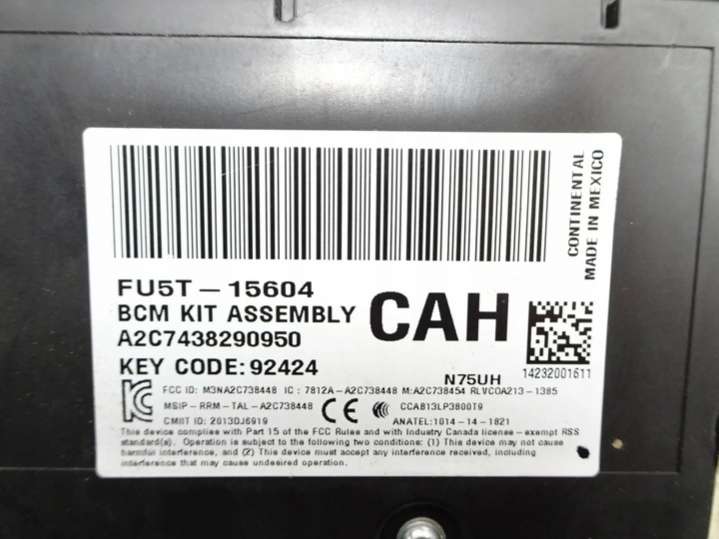 CONTINENTAL
MADE IN MEXICO
FU5T-15604
BCM KIT ASSEMBLY
CAH
A2C7438290950
KEY CODE:92424
N75UH
14232001611
FCC ID: M3NA2C738448 IC : 7812A-A2C738448 M:A2C738454 RLVCOA213-1385
MSIP-RRM-TAL-A2C738448
CE
CCAB13LP3800T9
CMIIT ID: 2013DJ6919
ANATEL:1014-14-1821
This device complies with Part 15 of the FCC Rules and with Industry Canada license-exempt RSS
standard(s). Operation is subject to the following two conditions: (1) This device may not cause
harmful interference, and (2) This device must accept any interference received, including
interference that may cause undesired operation.